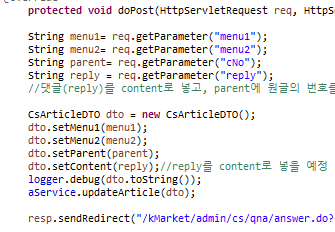 protected void doPost(HttpServletRequest req, HttpS
String menu1= req.getParameter("menu1");
String menu2= req.getParameter("menu2");
String parent= req.getParameter("cNo");
String reply = req.getParameter("reply");
//댓글(reply) content로 넣고, parent에 원글의 번호를
CsArticleDTO dto = new CsArticleDTO();
dto.setMenu1(menu1);
dto.setMenu2(menu2);
dto.setParent(parent);
dto.setContent(reply);//reply를 content로 넣을 예정
logger.debug(dto.toString());
aService.updateArticle(dto);
resp.sendRedirect("/kMarket/admin/cs/qna/answer.do?